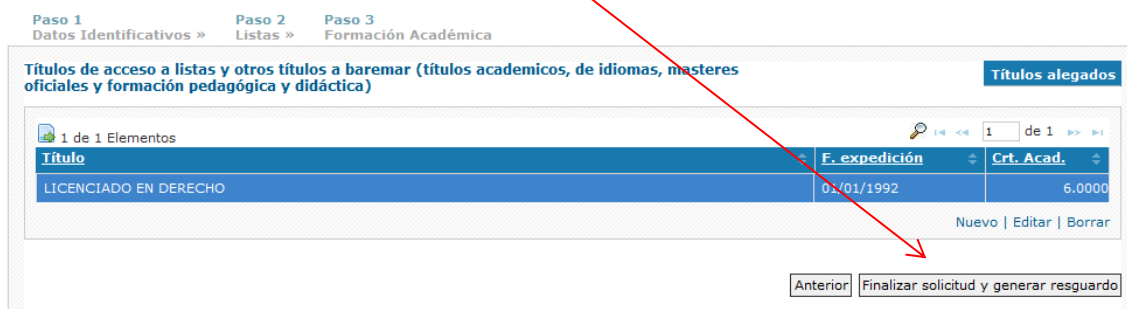 Paso 1 Paso 2 Paso 3
Datos Identificativos » Listas » Formación Académica
Títulos de acceso a listas y otros títulos a baremar (títulos academicos, de idiomas, masteres
oficiales y formación pedagógica y didáctica)
Títulos alegados
1 de 1 Elementos
1 de 1
Título F. expedición Crt. Acad.
LICENCIADO EN DERECHO 01/01/1992 6.0000
Nuevo | Editar | Borrar
Anterior Finalizar solicitud y generar resguardo